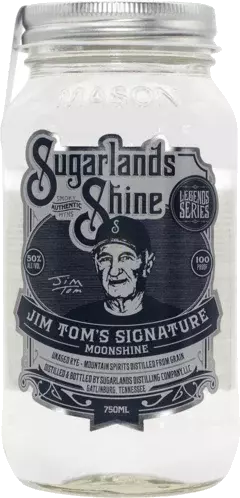 MASON
Sugarlands
SMOKY AUTHENTIC MTNS
Shine
LEGENDS
SERIES
50%
ALC/VOL
100
PROOF
Jim
Tom
S
JIM TOM'S SIGNATURE
MOONSHINE
UNAGED RYE - MOUNTAIN SPIRITS DISTILLED FROM GRAIN
DISTILLED & BOTTLED BY SUGARLANDS DISTILLING COMPANY, LLC
GATLINBURG, TENNESSEE
750ML